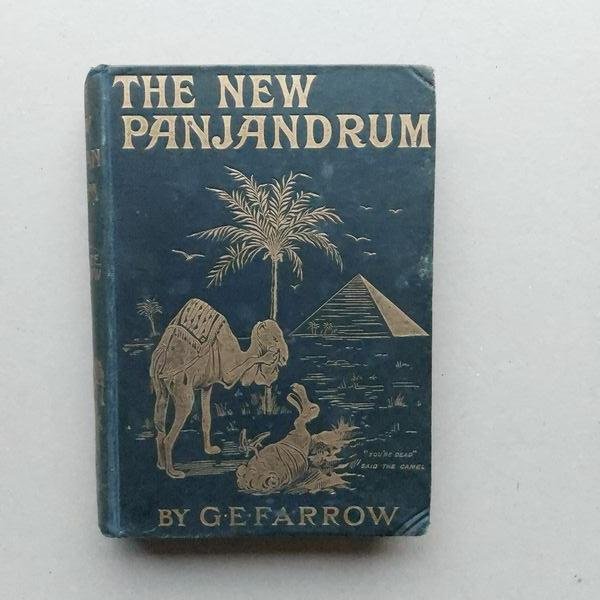 THE NEW
PANJANDRUM
"YOU'RE DEAD"
SAID THE CAMEL
BY G·E·FARROW